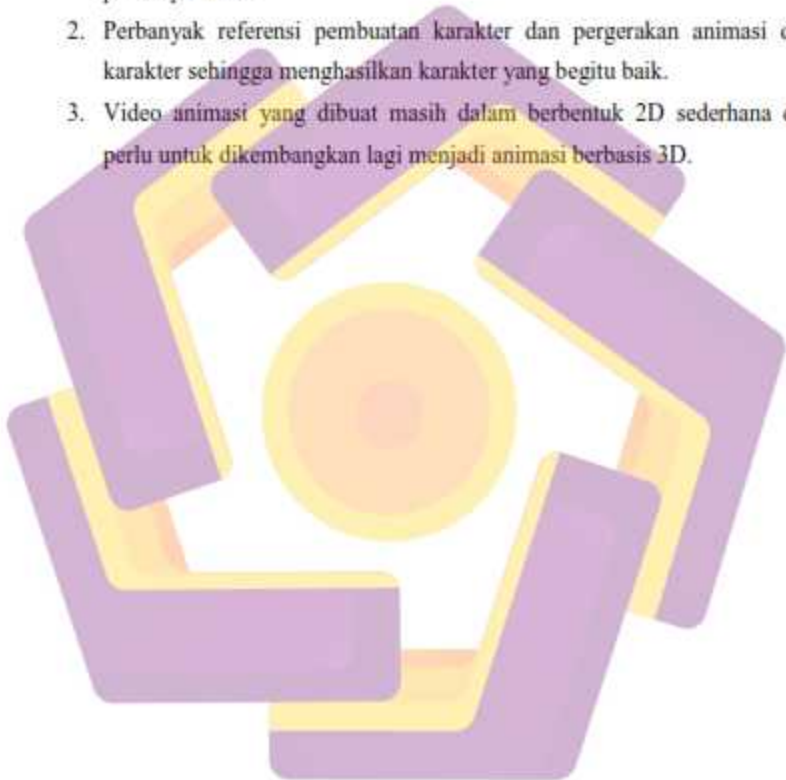 2. Perbanyak referensi pembuatan karakter dan pergerakan animasi
karakter sehingga menghasilkan karakter yang begitu baik.
3. Video animasi yang dibuat masih dalam berbentuk 2D sederhana
perlu untuk dikembangkan lagi menjadi animasi berbasis 3D.